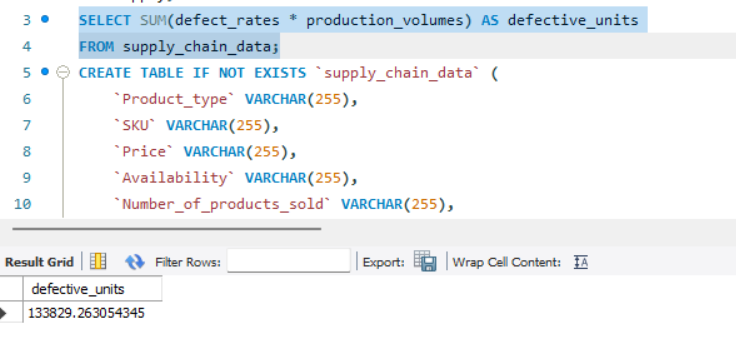 3 SELECT SUM(defect_rates * production_volumes) AS defective_units
4 FROM supply_chain_data;
5 CREATE TABLE IF NOT EXISTS `supply_chain_data` (
6 `Product_type` VARCHAR(255),
7 `SKU` VARCHAR(255),
8 `Price` VARCHAR(255),
9 `Availability` VARCHAR(255),
10 `Number_of_products_sold` VARCHAR(255),
Result Grid Filter Rows: Export: Wrap Cell Content: IA
defective_units
133829.263054345